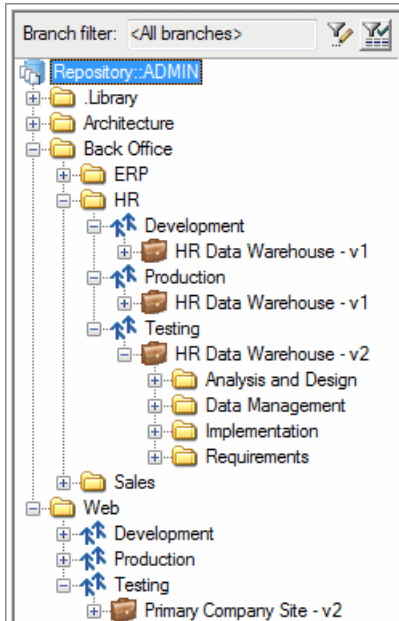 Branch filter: <All branches>
Repository::ADMIN
.Library
Architecture
Back Office
ERP
HR
Development
HR Data Warehouse - v1
Production
HR Data Warehouse - v1
Testing
HR Data Warehouse - v2
Analysis and Design
Data Management
Implementation
Requirements
Sales
Web
Development
Production
Testing
Primary Company Site - v2